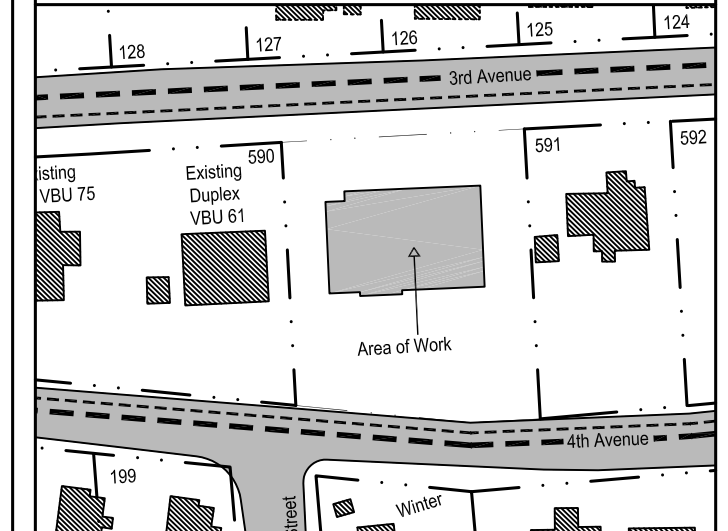 128
127
126
125
124
3rd Avenue
590
591
592
VBU 75
Existing
Duplex
VBU 61
Area of Work
4th Avenue
199
Winter